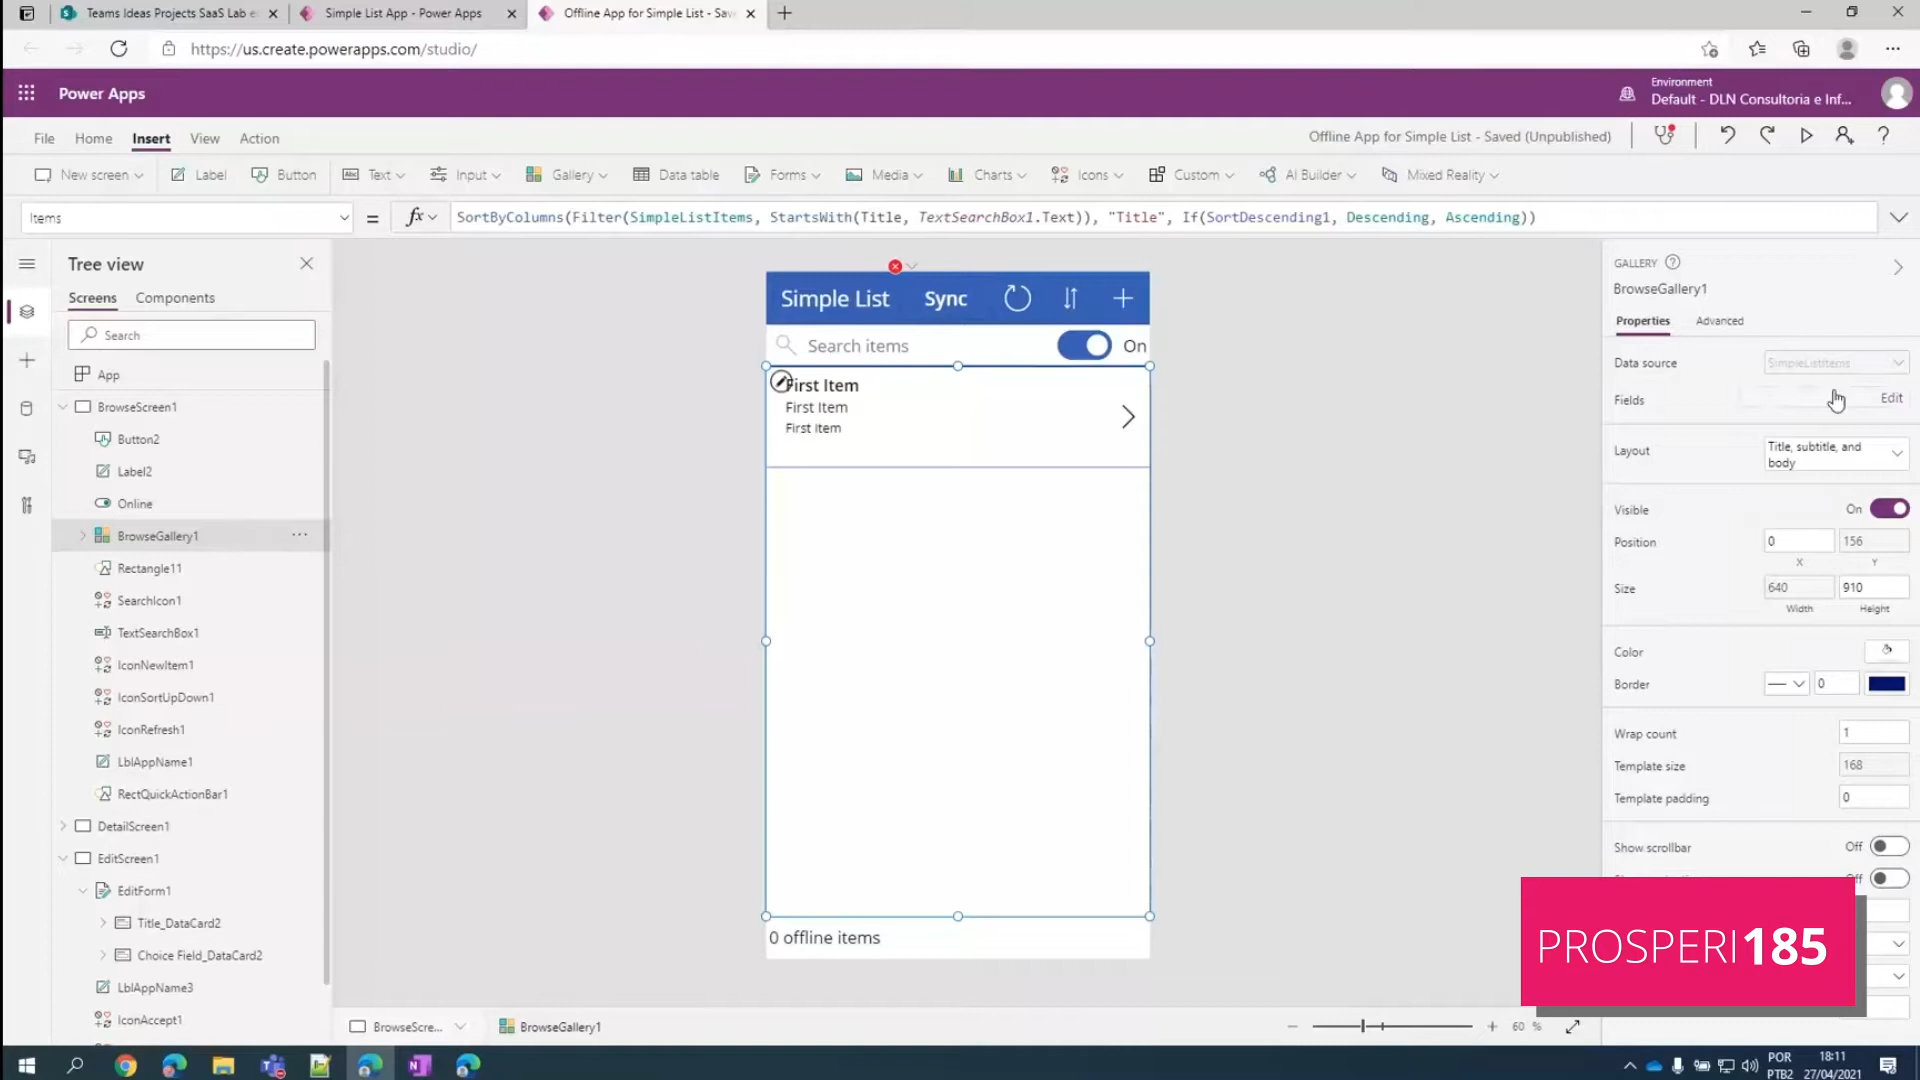 Teams Ideas Projects SaaS Lab e
Simple List App - Power Apps
Offline App for Simple List - Sav
https://us.create.powerapps.com/studio/
Power Apps
Environment
Default - DLN Consultoria e Inf...
File
Home
Insert
View
Action
Offline App for Simple List - Saved (Unpublished)
New screen
Label
Button
Text
Input
Gallery
Data table
Forms
Media
Charts
Icons
Custom
AI Builder
Mixed Reality
Items
=
fx
SortByColumns(Filter(SimpleListItems, StartsWith(Title, TextSearchBox1.Text)), "Title", If(SortDescending1, Descending, Ascending))
Tree view
Screens
Components
Search
App
BrowseScreen1
Button2
Label2
Online
BrowseGallery1
Rectangle11
SearchIcon1
TextSearchBox1
IconNewItem1
IconSortUpDown1
IconRefresh1
LblAppName1
RectQuickActionBar1
DetailScreen1
EditScreen1
EditForm1
Title_DataCard2
Choice Field_DataCard2
LblAppName3
IconAccept1
Simple List
Sync
Search items
On
First Item
First Item
First Item
0 offline items
BrowseScre...
BrowseGallery1
60 %
GALLERY
BrowseGallery1
Properties
Advanced
Data source
SimpleListItems
Fields
Edit
Layout
Title, subtitle, and
body
Visible
On
Position
0
156
X
Y
Size
640
910
Width
Height
Color
Border
0
Wrap count
1
Template size
168
Template padding
0
Show scrollbar
Off
PROSPERI185
POR
PTB2
18:11
27/04/2021